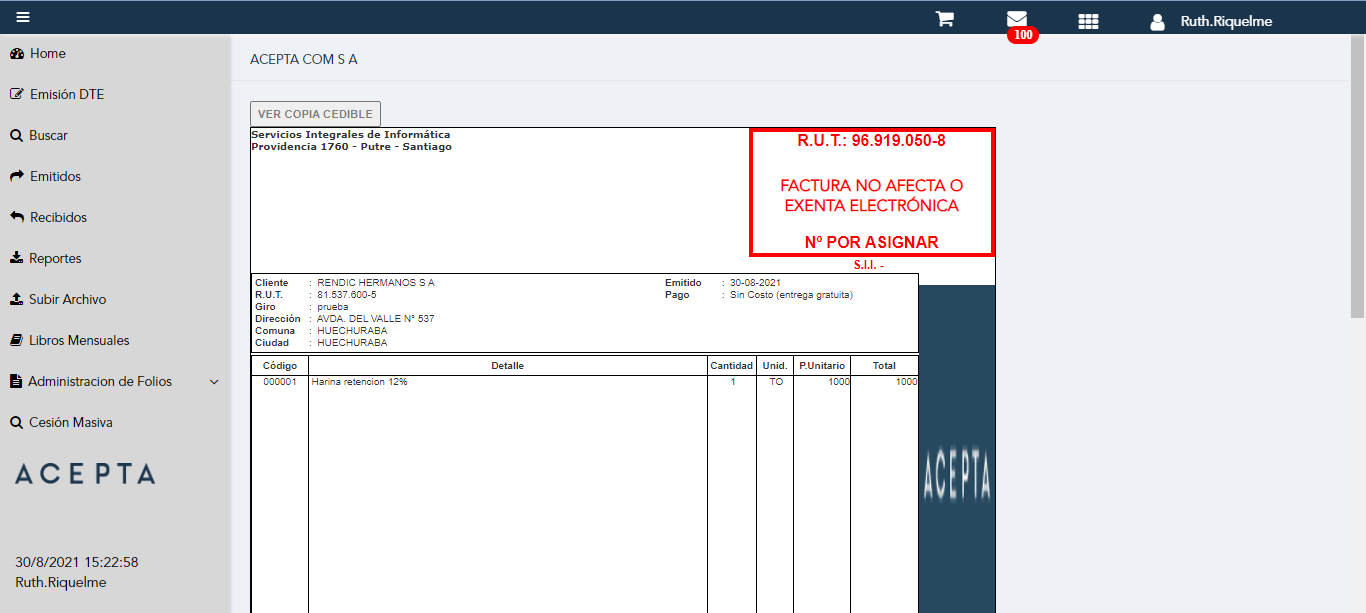 Ruth.Riquelme
100
Home
Emisión DTE
Buscar
Emitidos
Recibidos
Reportes
Subir Archivo
Libros Mensuales
Administracion de Folios
Cesión Masiva
ACEPTA
30/8/2021 15:22:58
Ruth.Riquelme
ACEPTA COM S A
VER COPIA CEDIBLE
Servicios Integrales de Informática
Providencia 1760 - Putre - Santiago
R.U.T.: 96.919.050-8
FACTURA NO AFECTA O
EXENTA ELECTRÓNICA
Nº POR ASIGNAR
S.I.I. -
Cliente : RENDIC HERMANOS S A Emitido : 30-08-2021
R.U.T. : 81.537.600-5 Pago : Sin Costo (entrega gratuita)
Giro : prueba
Dirección : AVDA. DEL VALLE N° 537
Comuna : HUECHURABA
Ciudad : HUECHURABA
Código Detalle Cantidad Unid. P.Unitario Total
000001 Harina retencion 12% 1 TO 1000 1000
ACEPTA